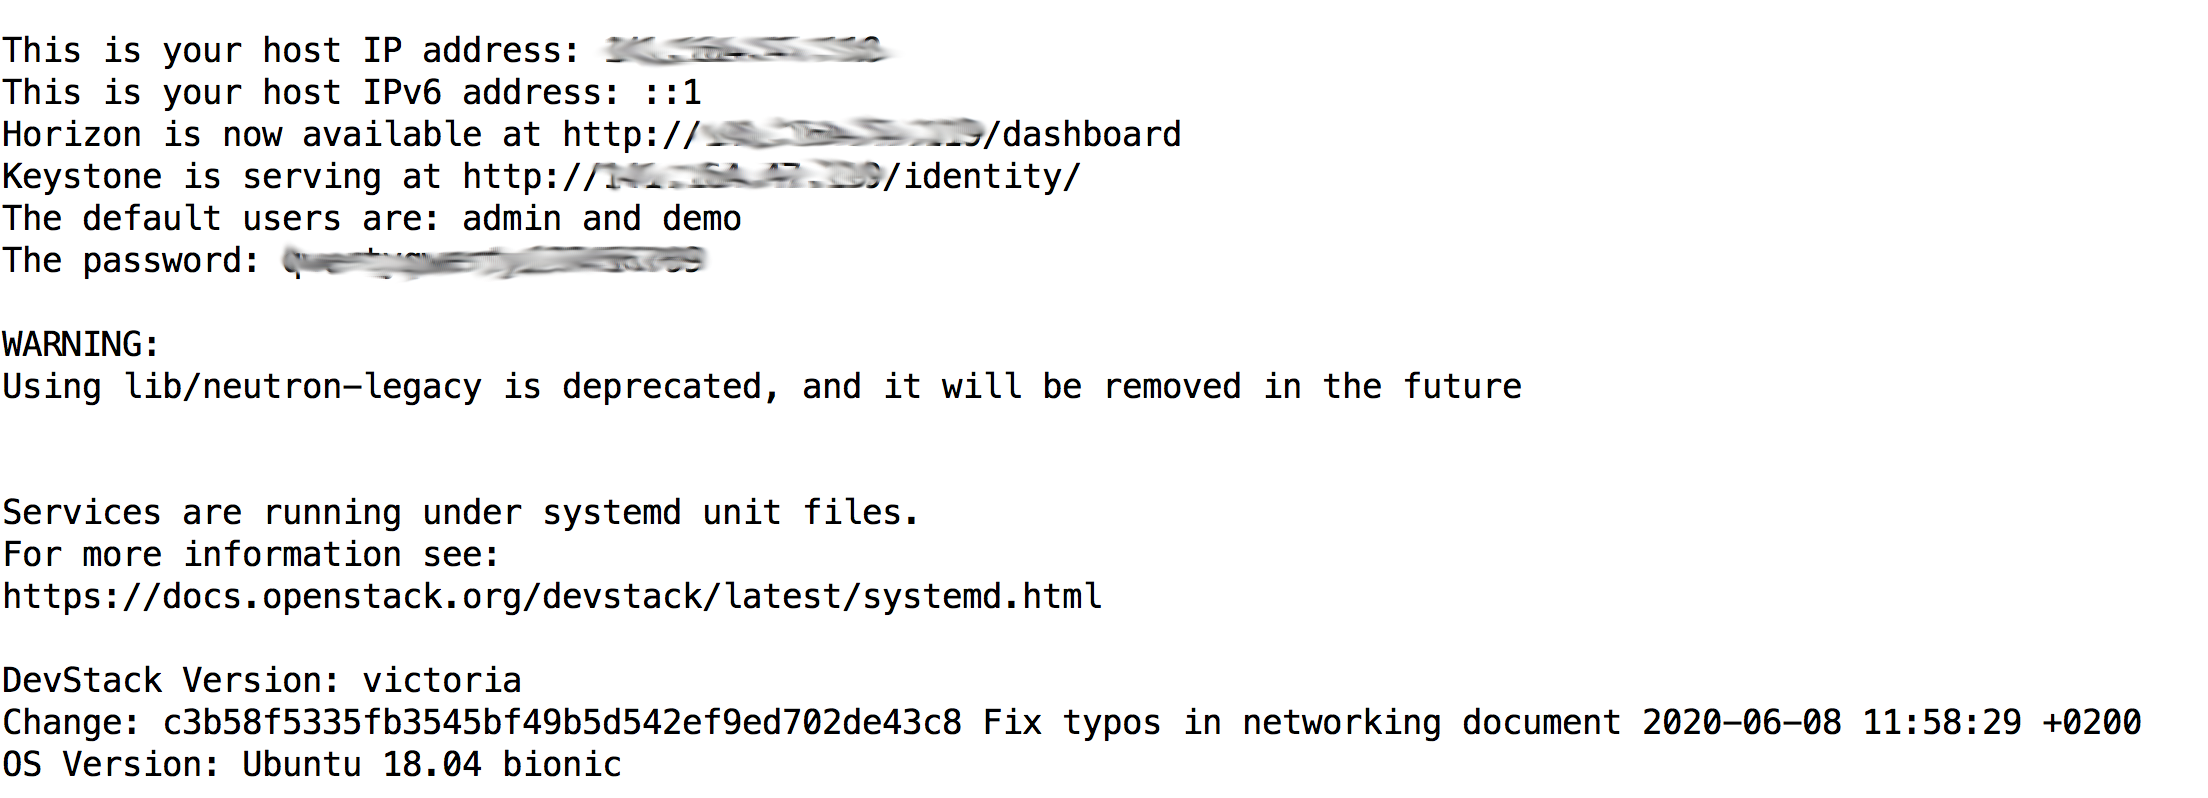 This is your host IP address:
This is your host IPv6 address: ::1
Horizon is now available at http:// /dashboard
Keystone is serving at http:// /identity/
The default users are: admin and demo
The password:
WARNING:
Using lib/neutron-legacy is deprecated, and it will be removed in the future
Services are running under systemd unit files.
For more information see:
https://docs.openstack.org/devstack/latest/systemd.html
DevStack Version: victoria
Change: c3b58f5335fb3545bf49b5d542ef9ed702de43c8 Fix typos in networking document 2020-06-08 11:58:29 +0200
OS Version: Ubuntu 18.04 bionic